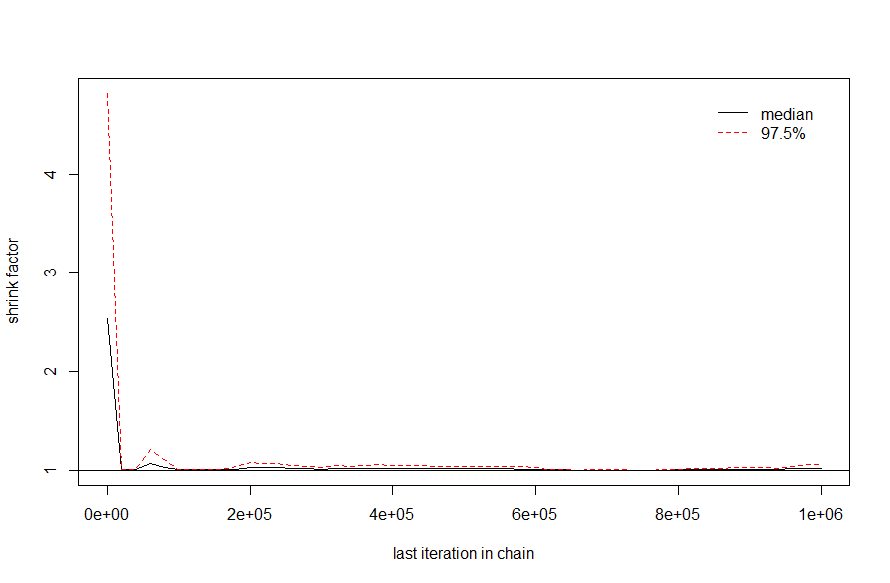 median
97.5%
4
3
2
1
shrink factor
0e+00 2e+05 4e+05 6e+05 8e+05 1e+06
last iteration in chain